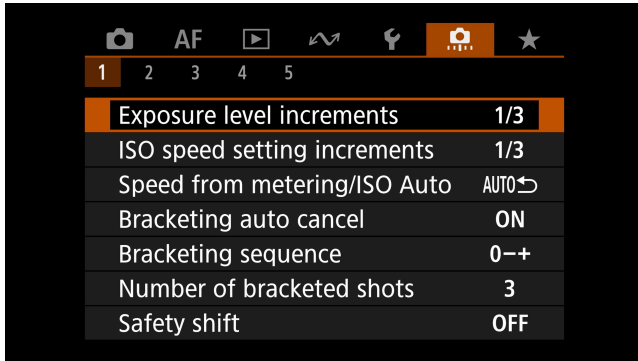 AF
1 2 3 4 5
Exposure level increments 1/3
ISO speed setting increments 1/3
Speed from metering/ISO Auto AUTO
Bracketing auto cancel ON
Bracketing sequence 0−+
Number of bracketed shots 3
Safety shift OFF